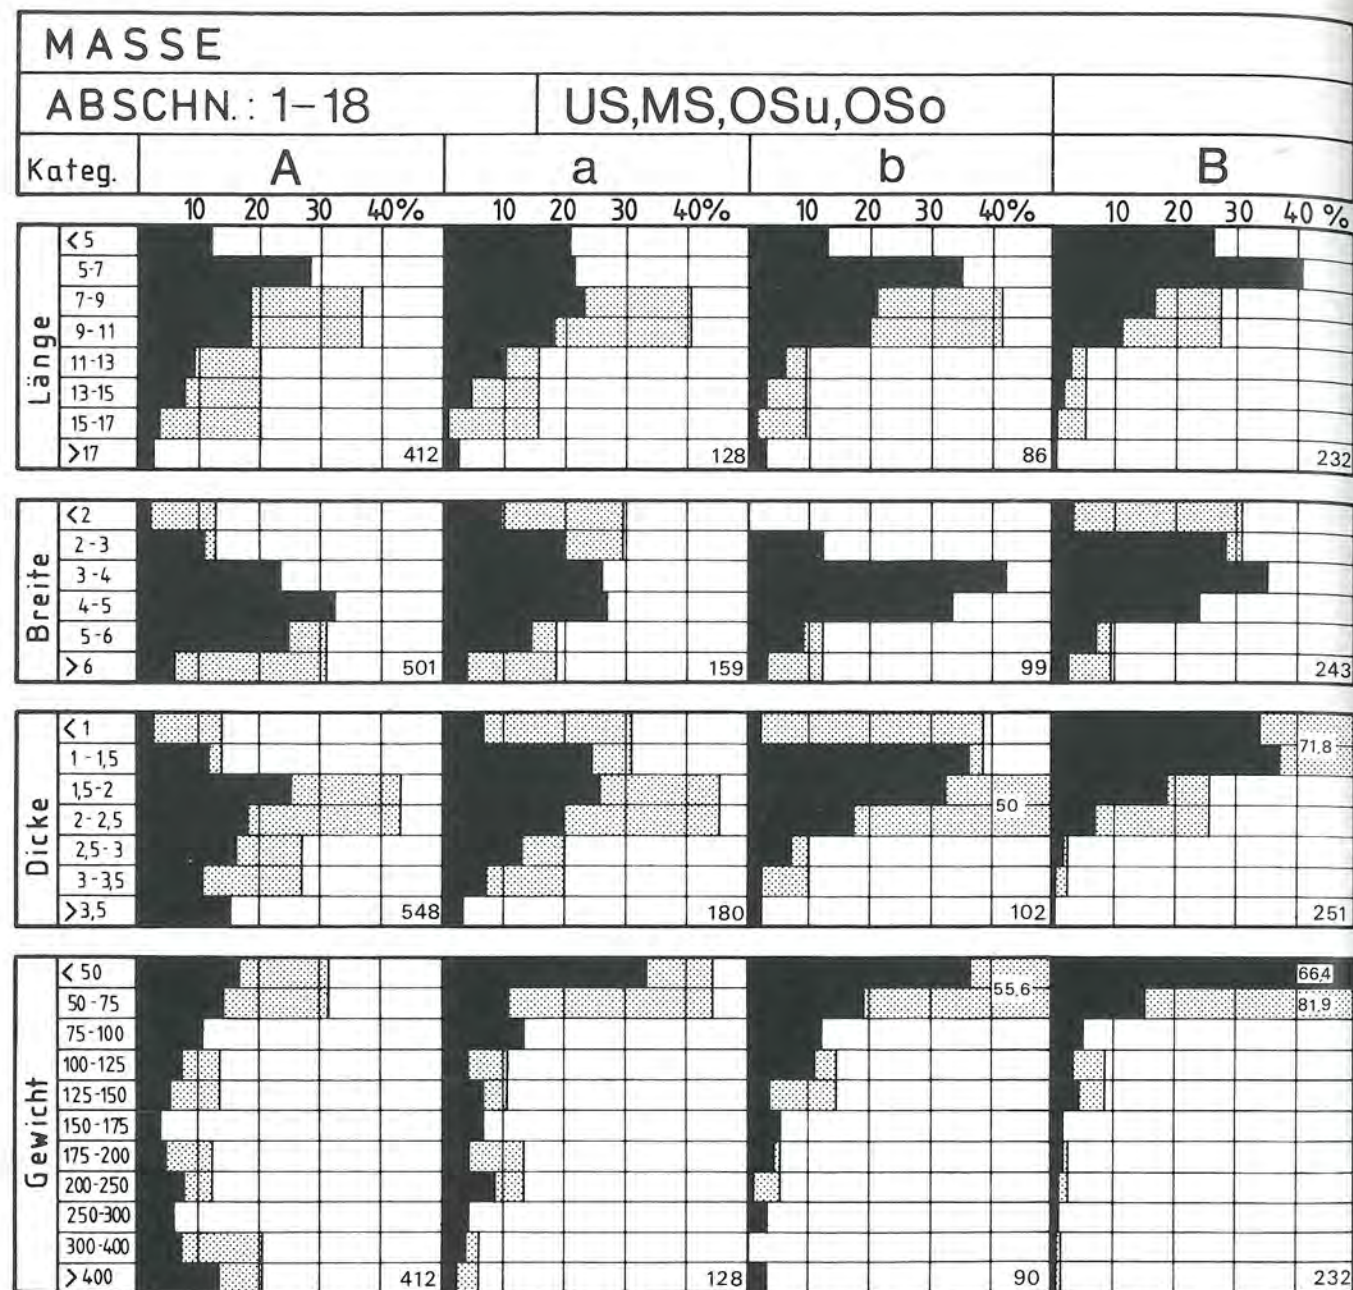 MASSE
ABSCHN.: 1-18 US,MS,OSu,OSo
Kateg. A a b B
10 20 30 40% 10 20 30 40% 10 20 30 40% 10 20 30 40 %
Länge
< 5
5-7
7-9
9-11
11-13
13-15
15-17
>17 412 128 86 232
Breite
<2
2-3
3-4
4-5
5-6
>6 501 159 99 243
Dicke
< 1
1-1,5 71,8
1,5-2
50
2-2,5
2,5-3
3-3,5
>3,5 548 180 102 251
Gewicht
< 50 66,4
55,6
50-75 81,9
75-100
100-125
125-150
150-175
175-200
200-250
250-300
300-400
>400 412 128 90 232